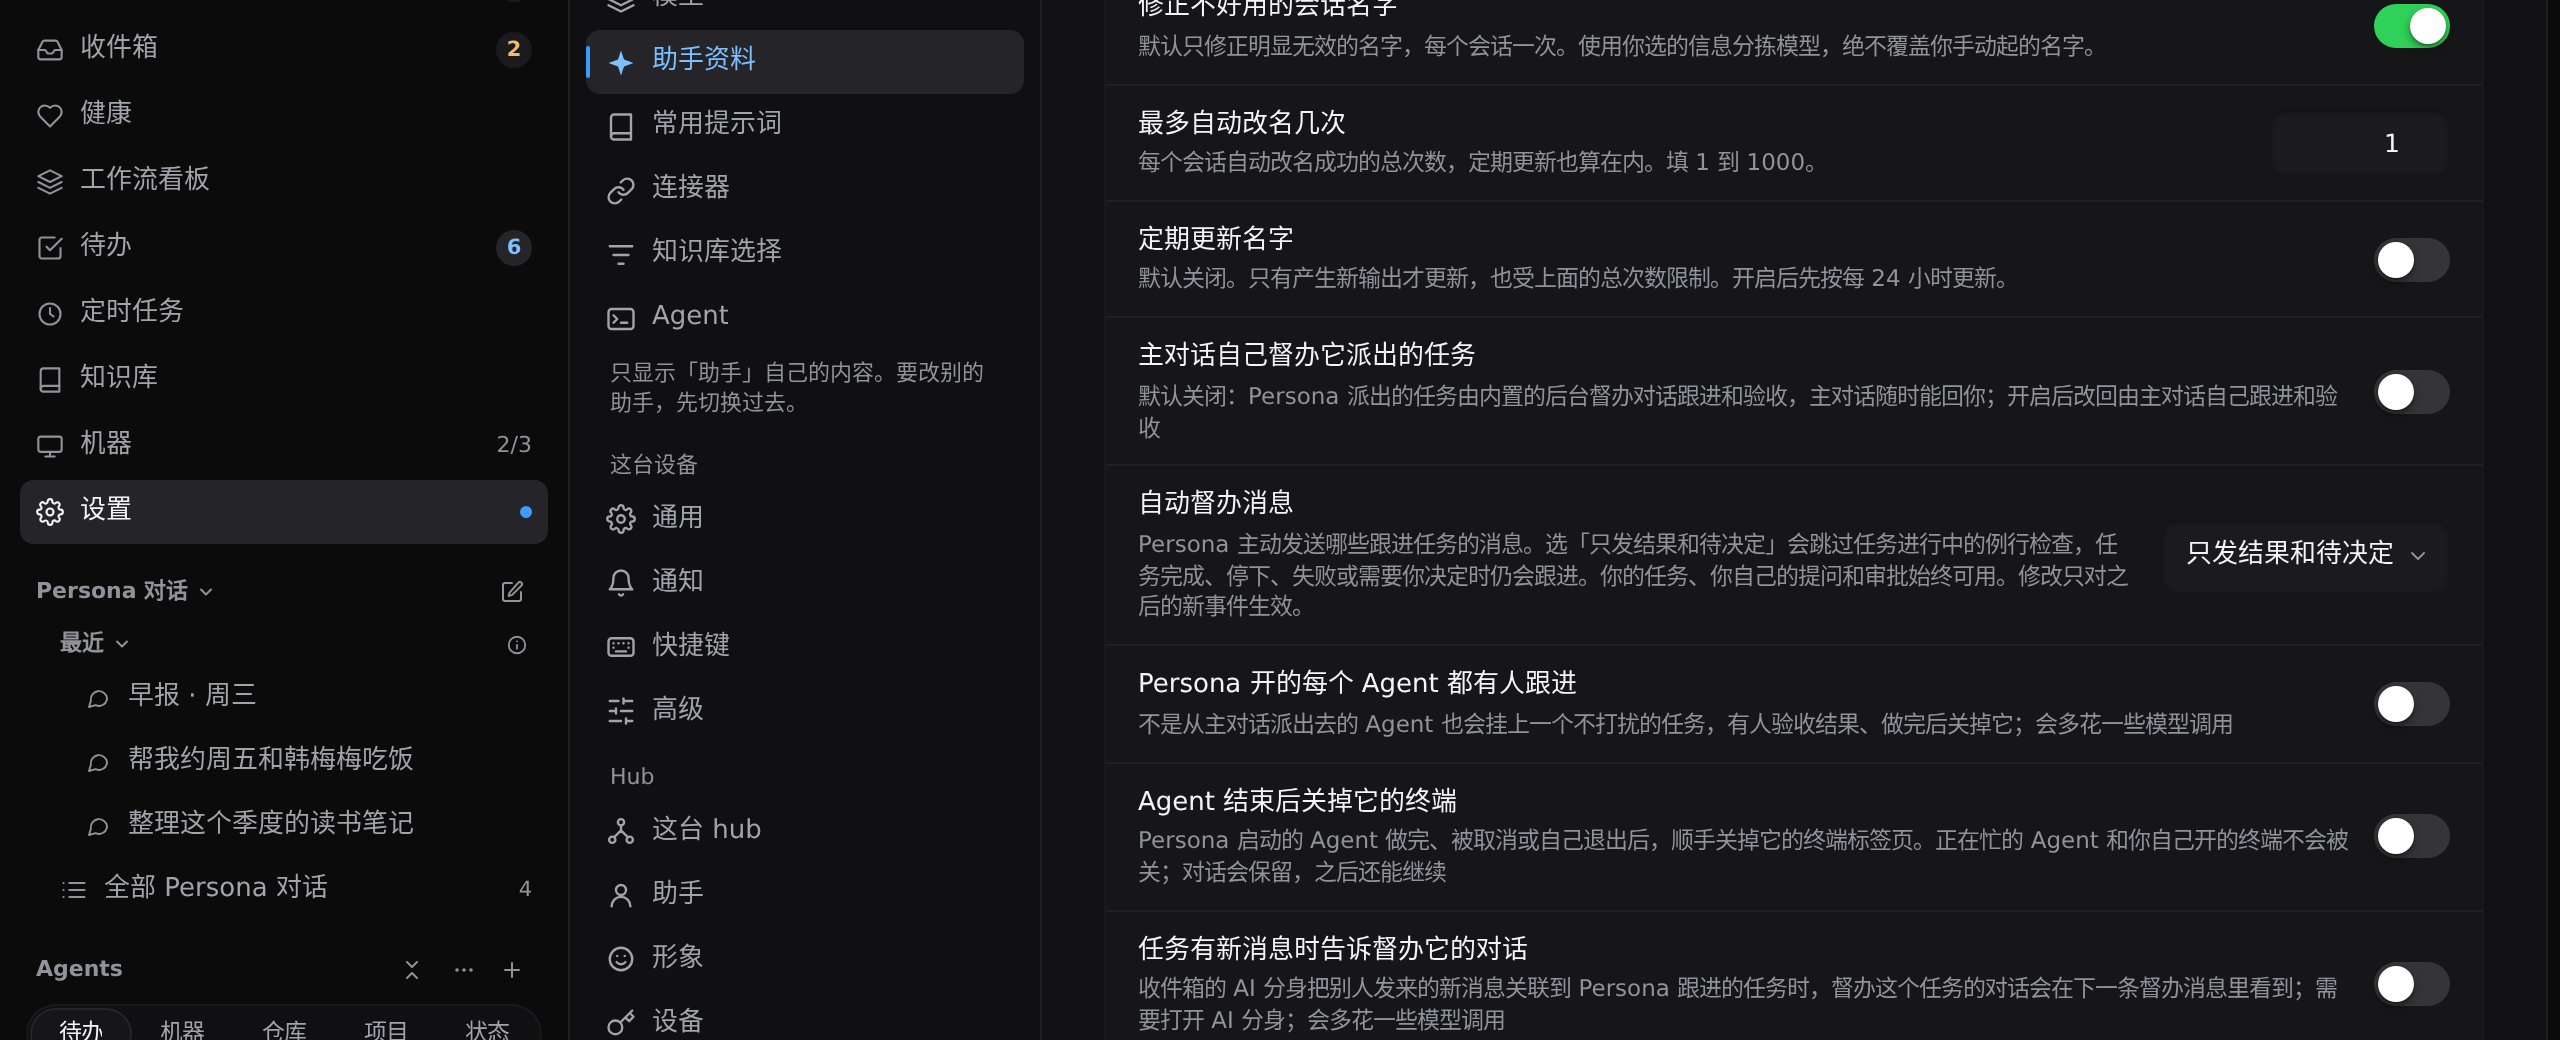 收件箱
2
健康
工作流看板
待办
6
定时任务
知识库
机器
2/3
设置
Persona 对话
最近
早报 · 周三
帮我约周五和韩梅梅吃饭
整理这个季度的读书笔记
全部 Persona 对话
4
Agents
待办
机器
仓库
项目
状态
助手资料
常用提示词
连接器
知识库选择
Agent
只显示「助手」自己的内容。要改别的
助手，先切换过去。
这台设备
通用
通知
快捷键
高级
Hub
这台 hub
助手
形象
设备
修正不好用的会话名字
默认只修正明显无效的名字，每个会话一次。使用你选的信息分拣模型，绝不覆盖你手动起的名字。
最多自动改名几次
每个会话自动改名成功的总次数，定期更新也算在内。填 1 到 1000。
1
定期更新名字
默认关闭。只有产生新输出才更新，也受上面的总次数限制。开启后先按每 24 小时更新。
主对话自己督办它派出的任务
默认关闭：Persona 派出的任务由内置的后台督办对话跟进和验收，主对话随时能回你；开启后改回由主对话自己跟进和验
收
自动督办消息
Persona 主动发送哪些跟进任务的消息。选「只发结果和待决定」会跳过任务进行中的例行检查，任
务完成、停下、失败或需要你决定时仍会跟进。你的任务、你自己的提问和审批始终可用。修改只对之
后的新事件生效。
只发结果和待决定
Persona 开的每个 Agent 都有人跟进
不是从主对话派出去的 Agent 也会挂上一个不打扰的任务，有人验收结果、做完后关掉它；会多花一些模型调用
Agent 结束后关掉它的终端
Persona 启动的 Agent 做完、被取消或自己退出后，顺手关掉它的终端标签页。正在忙的 Agent 和你自己开的终端不会被
关；对话会保留，之后还能继续
任务有新消息时告诉督办它的对话
收件箱的 AI 分身把别人发来的新消息关联到 Persona 跟进的任务时，督办这个任务的对话会在下一条督办消息里看到；需
要打开 AI 分身；会多花一些模型调用